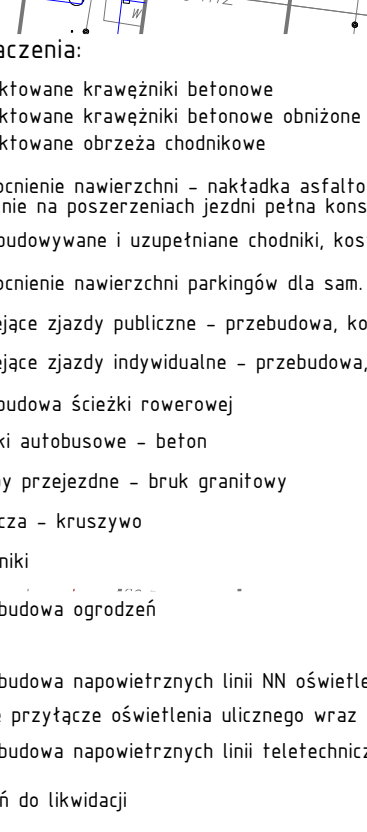 aczenia:
ktowane krawężniki betonowe
ktowane krawężniki betonowe obniżone
ktowane obrzeża chodnikowe
ocnienie nawierzchni - nakładka asfalto
nie na poszerzeniach jezdni pełna kons
budowywane i uzupełniane chodniki, kos
ocnienie nawierzchni parkingów dla sam.
ejące zjazdy publiczne - przebudowa, ko
ejące zjazdy indywidualne - przebudowa,
budowa ścieżki rowerowej
ki autobusowe - beton
py przejezdne - bruk granitowy
cza - kruszywo
niki
budowa ogrodzeń
budowa napowietrznych linii NN oświetle
e przyłącze oświetlenia ulicznego wraz
budowa napowietrznych linii teletechnicz
ń do likwidacji